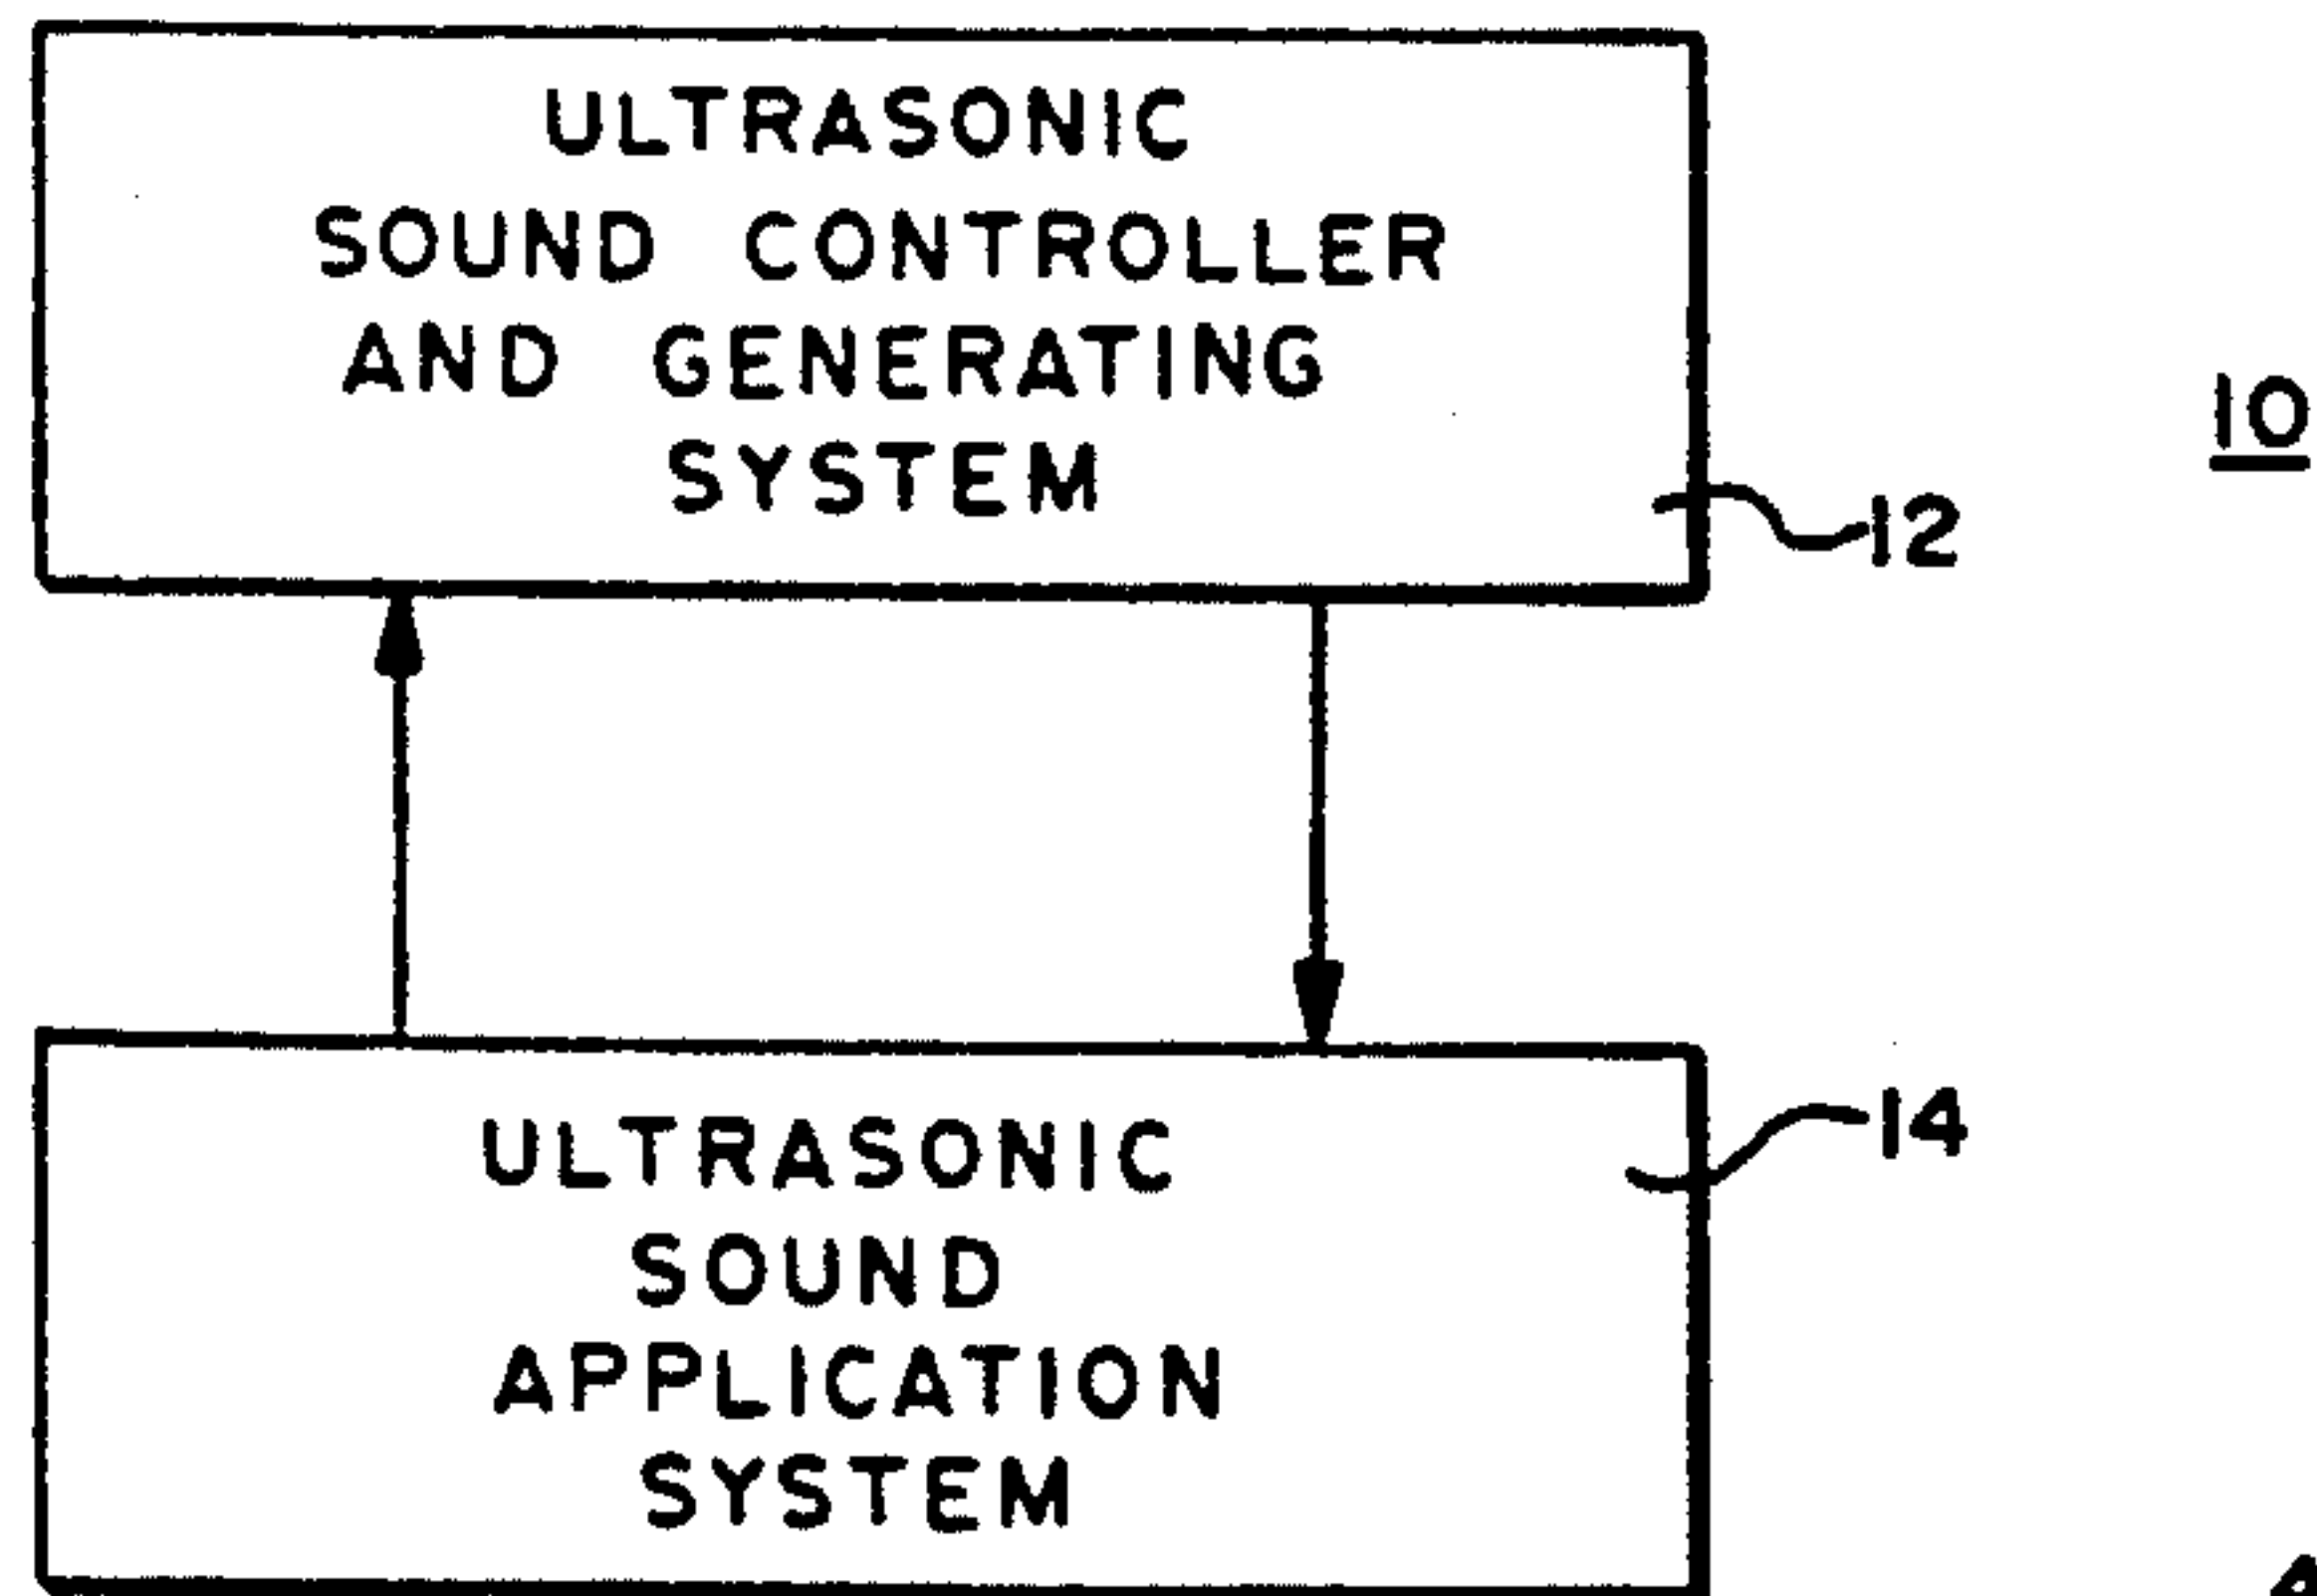 ULTRASONIC
SOUND CONTROLLER
AND GENERATING
SYSTEM
10
12
14
ULTRASONIC
SOUND
APPLICATION
SYSTEM